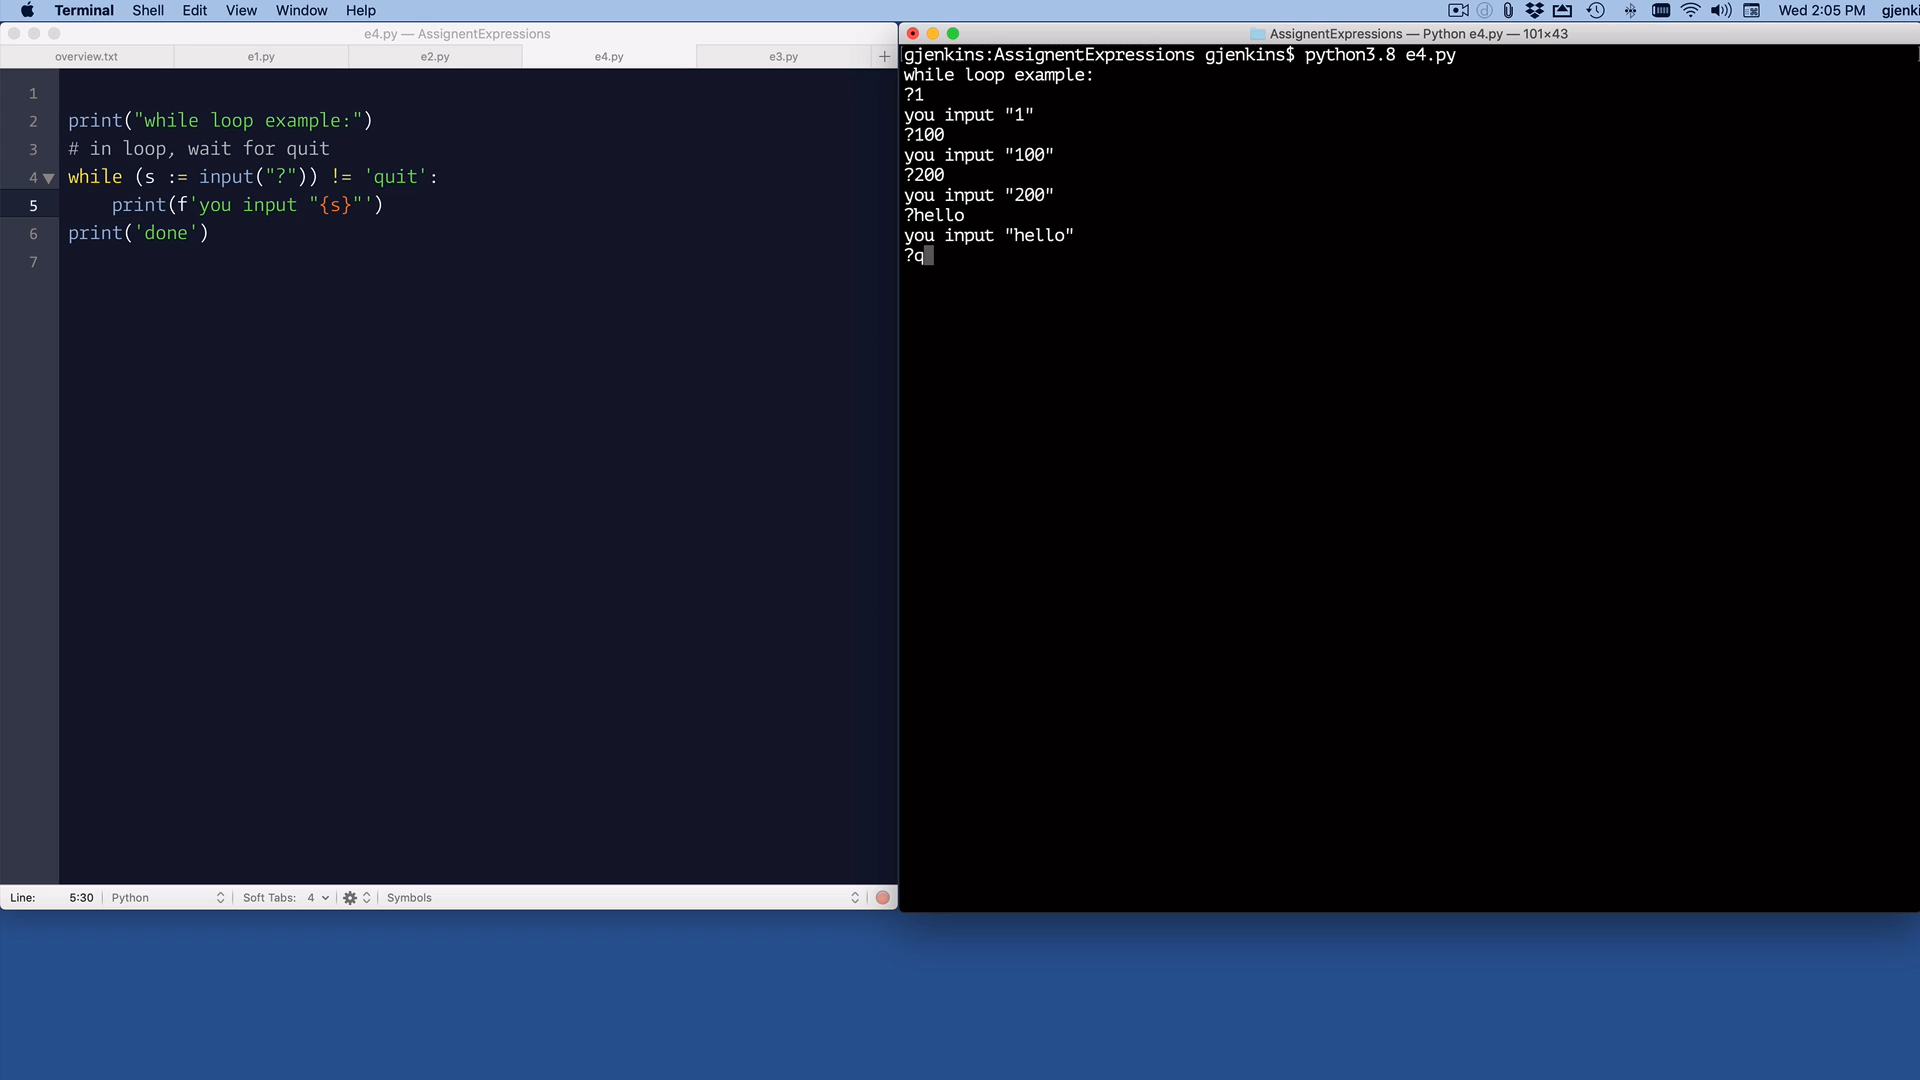 Terminal Shell Edit View Window Help Wed 2:05 PM gjenki
e4.py — AssignentExpressions
overview.txt e1.py e2.py e4.py e3.py +
1
2 print("while loop example:")
3 # in loop, wait for quit
4 while (s := input("?")) != 'quit':
5 print(f'you input "{s}"')
6 print('done')
7
Line: 5:30 Python Soft Tabs: 4 Symbols
AssignentExpressions — Python e4.py — 101×43
gjenkins:AssignentExpressions gjenkins$ python3.8 e4.py
while loop example:
?1
you input "1"
?100
you input "100"
?200
you input "200"
?hello
you input "hello"
?q